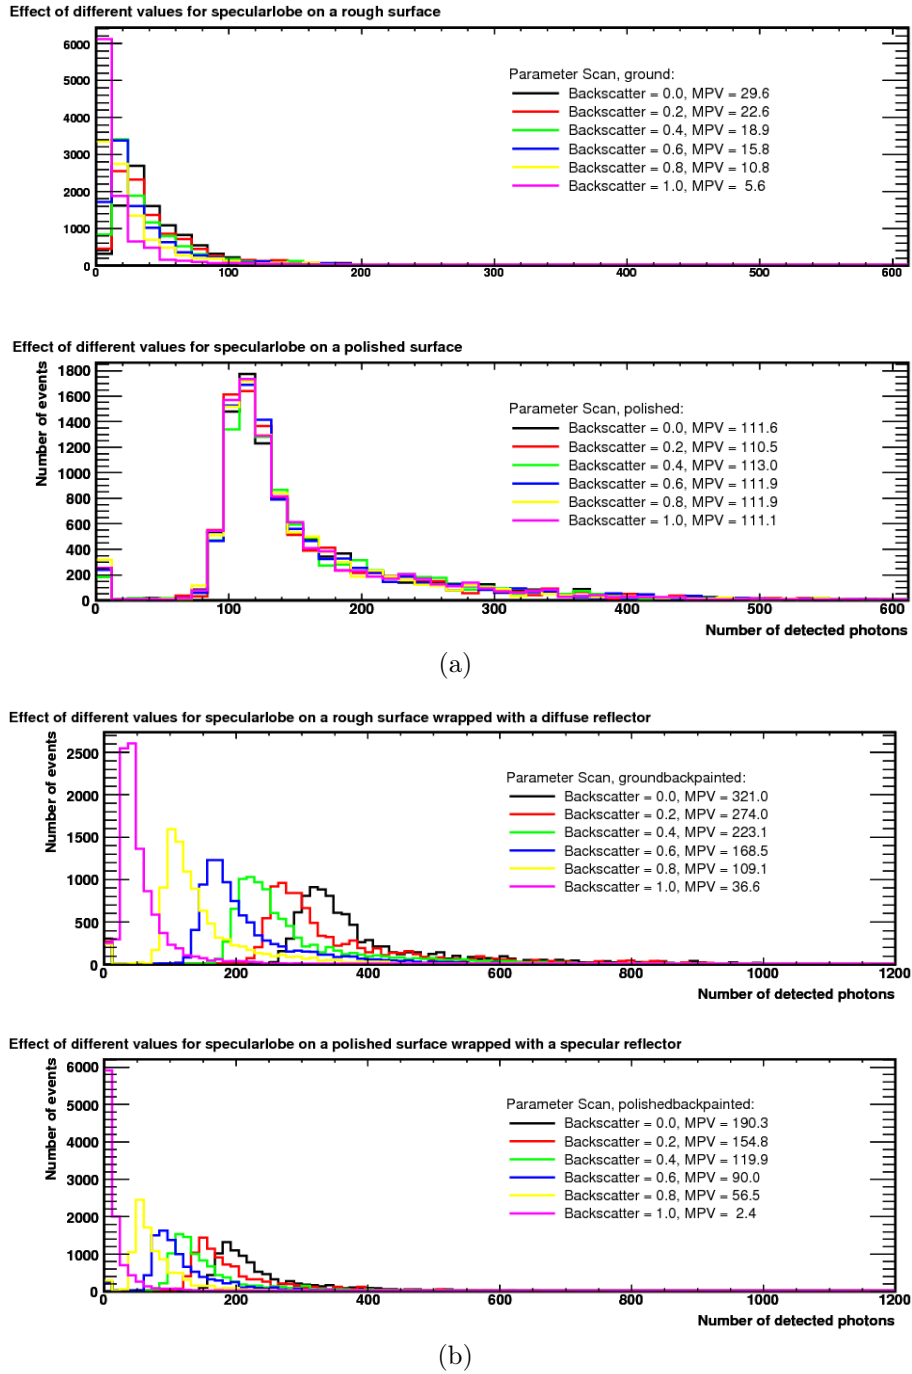 Effect of different values for specularlobe on a rough surface
6000
5000
4000
3000
2000
1000
0
Parameter Scan, ground:
Backscatter = 0.0, MPV = 29.6
Backscatter = 0.2, MPV = 22.6
Backscatter = 0.4, MPV = 18.9
Backscatter = 0.6, MPV = 15.8
Backscatter = 0.8, MPV = 10.8
Backscatter = 1.0, MPV = 5.6
0 100 200 300 400 500 600
Effect of different values for specularlobe on a polished surface
Number of events
1800
1600
1400
1200
1000
800
600
400
200
0
Parameter Scan, polished:
Backscatter = 0.0, MPV = 111.6
Backscatter = 0.2, MPV = 110.5
Backscatter = 0.4, MPV = 113.0
Backscatter = 0.6, MPV = 111.9
Backscatter = 0.8, MPV = 111.9
Backscatter = 1.0, MPV = 111.1
0 100 200 300 400 500 600
Number of detected photons
(a)
Effect of different values for specularlobe on a rough surface wrapped with a diffuse reflector
Number of events
2500
2000
1500
1000
500
0
Parameter Scan, groundbackpainted:
Backscatter = 0.0, MPV = 321.0
Backscatter = 0.2, MPV = 274.0
Backscatter = 0.4, MPV = 223.1
Backscatter = 0.6, MPV = 168.5
Backscatter = 0.8, MPV = 109.1
Backscatter = 1.0, MPV = 36.6
0 200 400 600 800 1000 1200
Number of detected photons
Effect of different values for specularlobe on a polished surface wrapped with a specular reflector
Number of events
6000
5000
4000
3000
2000
1000
0
Parameter Scan, polishedbackpainted:
Backscatter = 0.0, MPV = 190.3
Backscatter = 0.2, MPV = 154.8
Backscatter = 0.4, MPV = 119.9
Backscatter = 0.6, MPV = 90.0
Backscatter = 0.8, MPV = 56.5
Backscatter = 1.0, MPV = 2.4
0 200 400 600 800 1000 1200
Number of detected photons
(b)